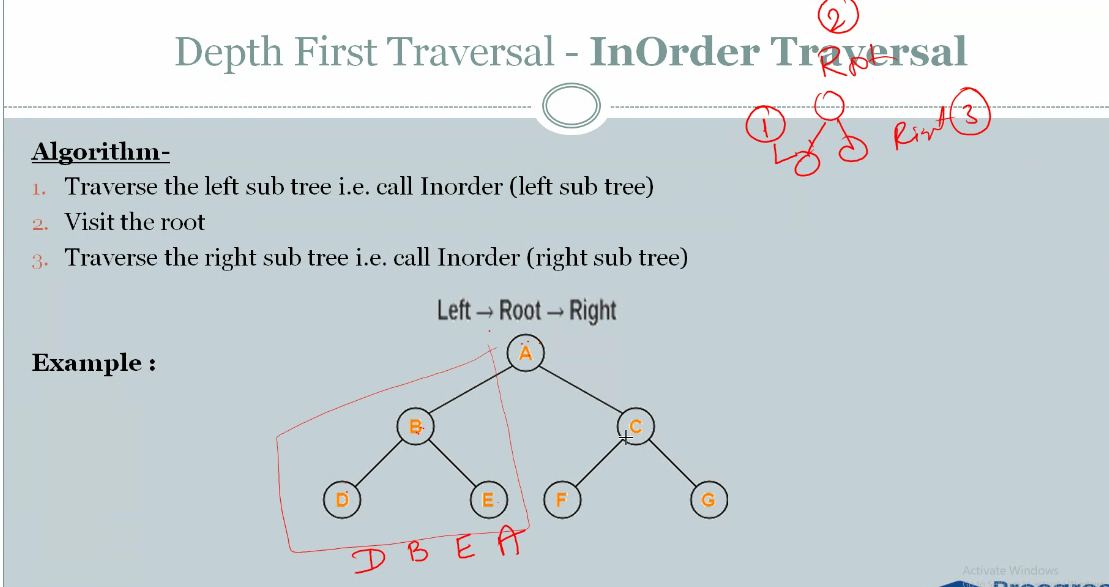 ②
Depth First Traversal - InOrder Traversal
Root
① L
Right ③
Algorithm-
1. Traverse the left sub tree i.e. call Inorder (left sub tree)
2. Visit the root
3. Traverse the right sub tree i.e. call Inorder (right sub tree)
Left → Root → Right
Example :
A
B C
D E F G
D B E A
Activate Windows